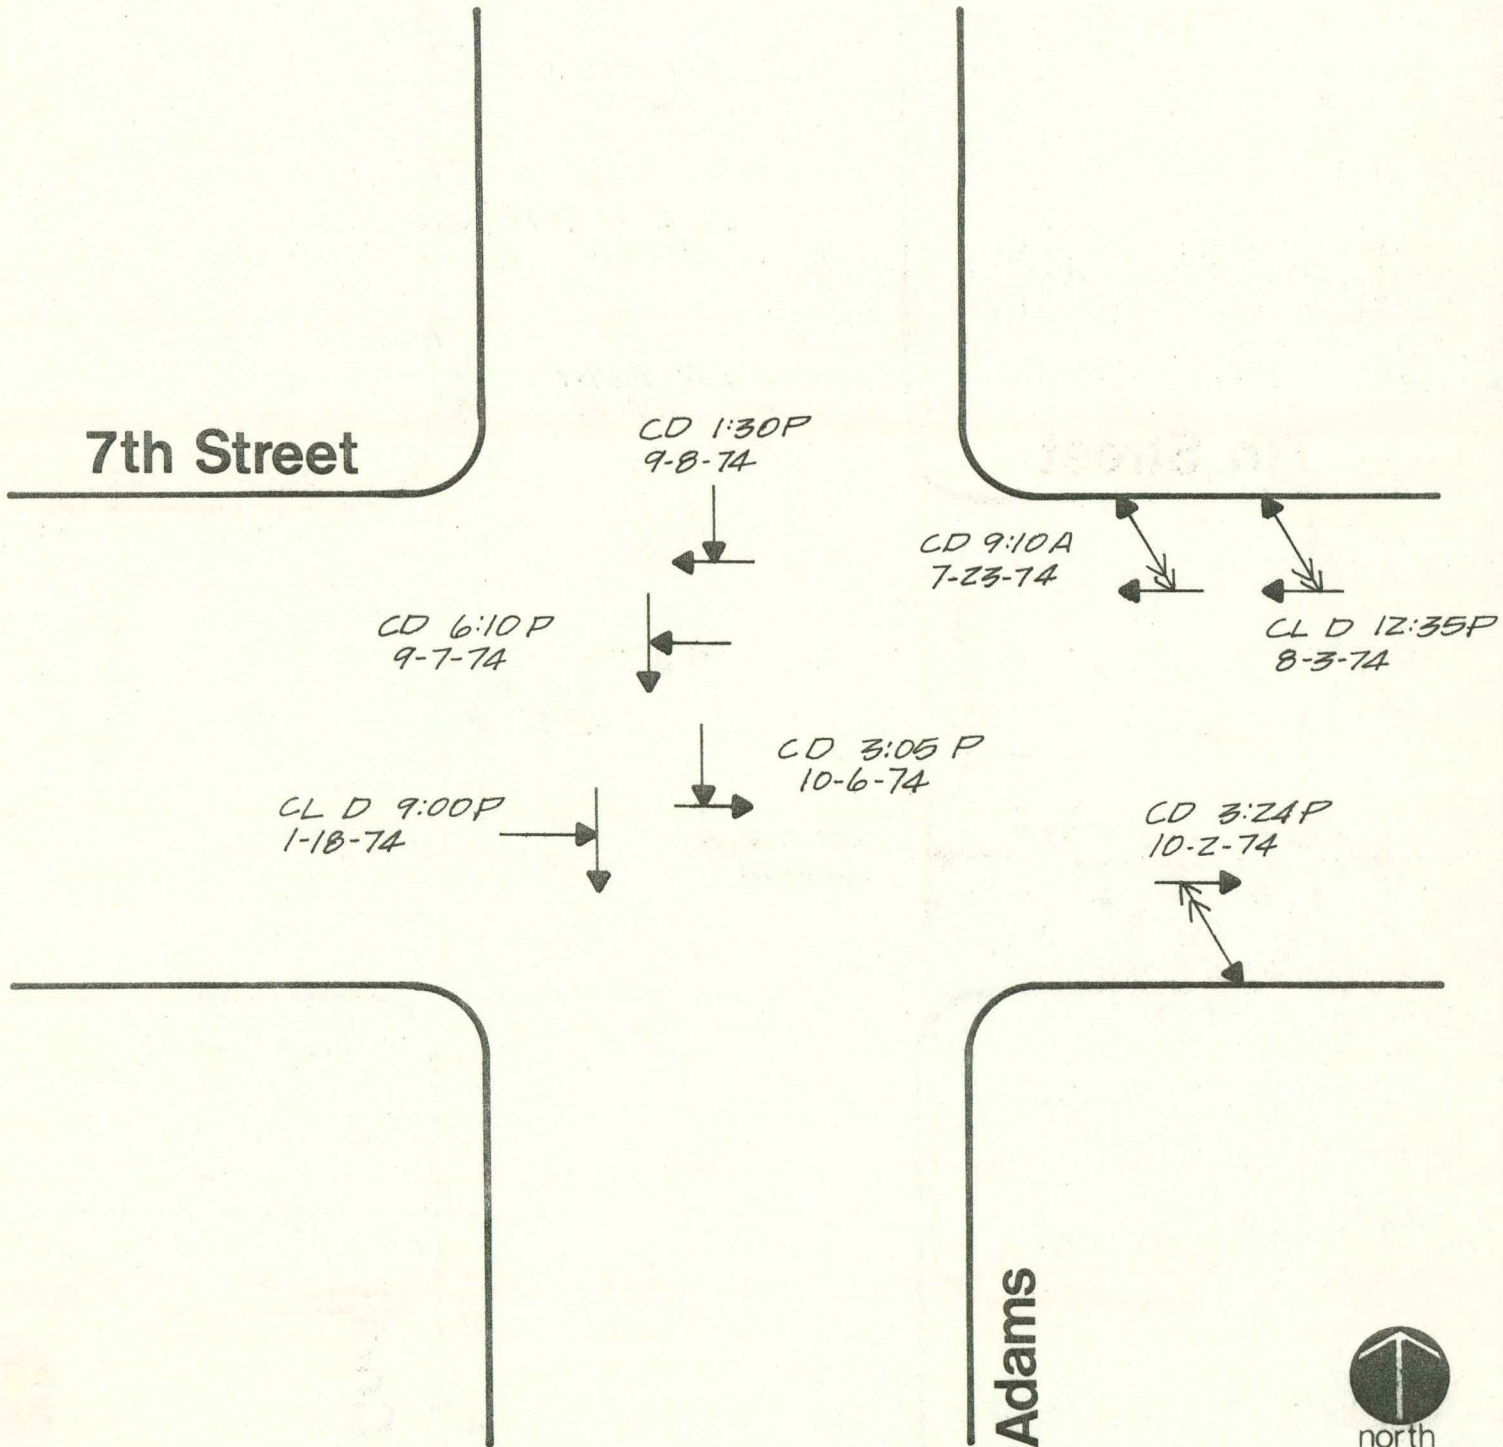 7th Street
CD 1:30P
9-8-74
CD 9:10A
7-23-74
CL D 12:35P
8-3-74
CD 6:10P
9-7-74
CD 3:05 P
10-6-74
CL D 9:00P
1-18-74
CD 3:24P
10-2-74
Adams
north